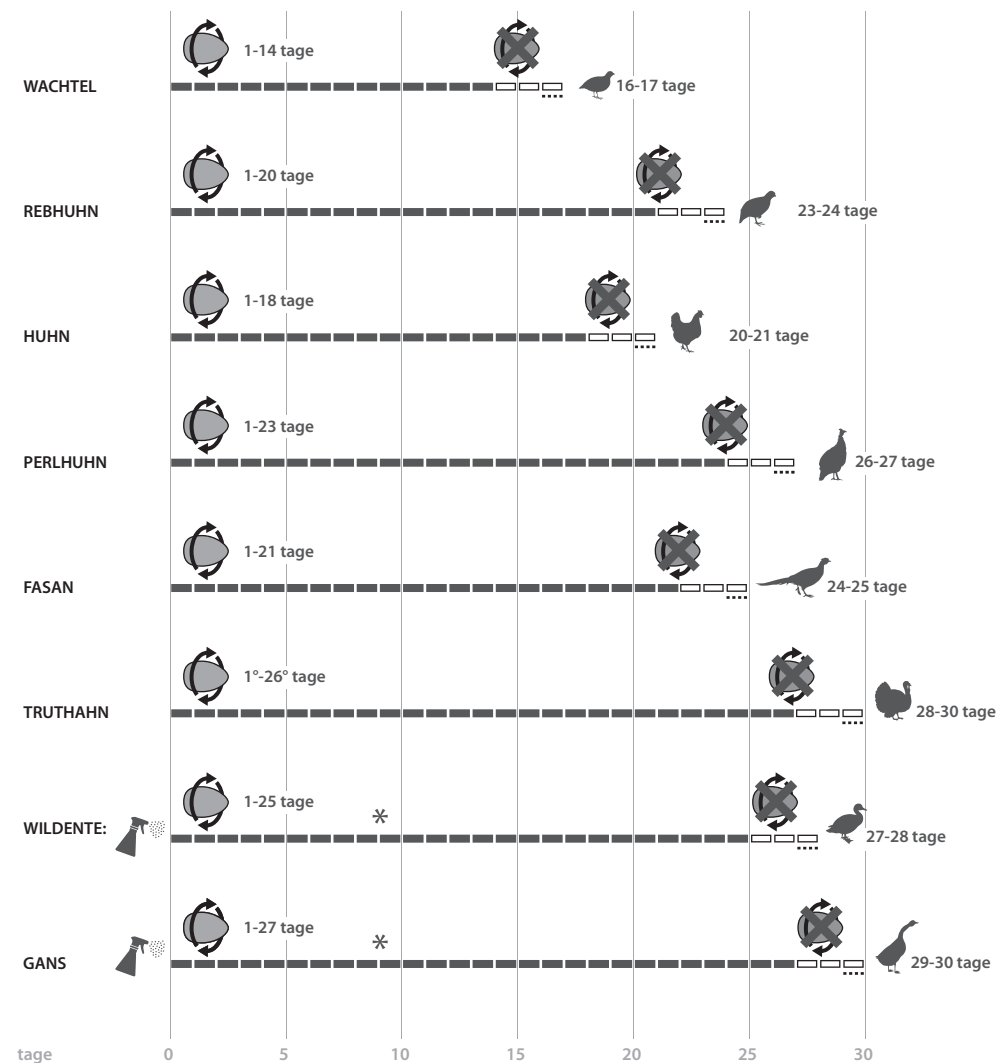 1-14 tage
WACHTEL
16-17 tage
1-20 tage
REBHUHN
23-24 tage
1-18 tage
HUHN
20-21 tage
1-23 tage
PERLHUHN
26-27 tage
1-21 tage
FASAN
24-25 tage
1°-26° tage
TRUTHAHN
28-30 tage
1-25 tage
*
WILDENTE:
27-28 tage
1-27 tage
*
GANS
29-30 tage
tage 0 5 10 15 20 25 30